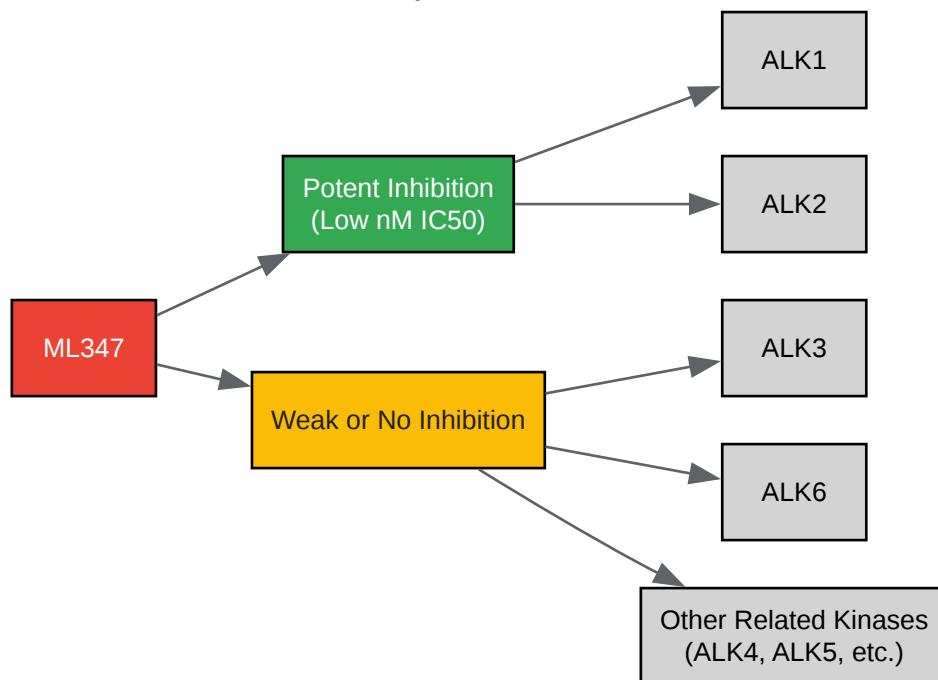 ALK1
Potent Inhibition
(Low nM IC50)
ALK2
ML347
ALK3
Weak or No Inhibition
ALK6
Other Related Kinases
(ALK4, ALK5, etc.)